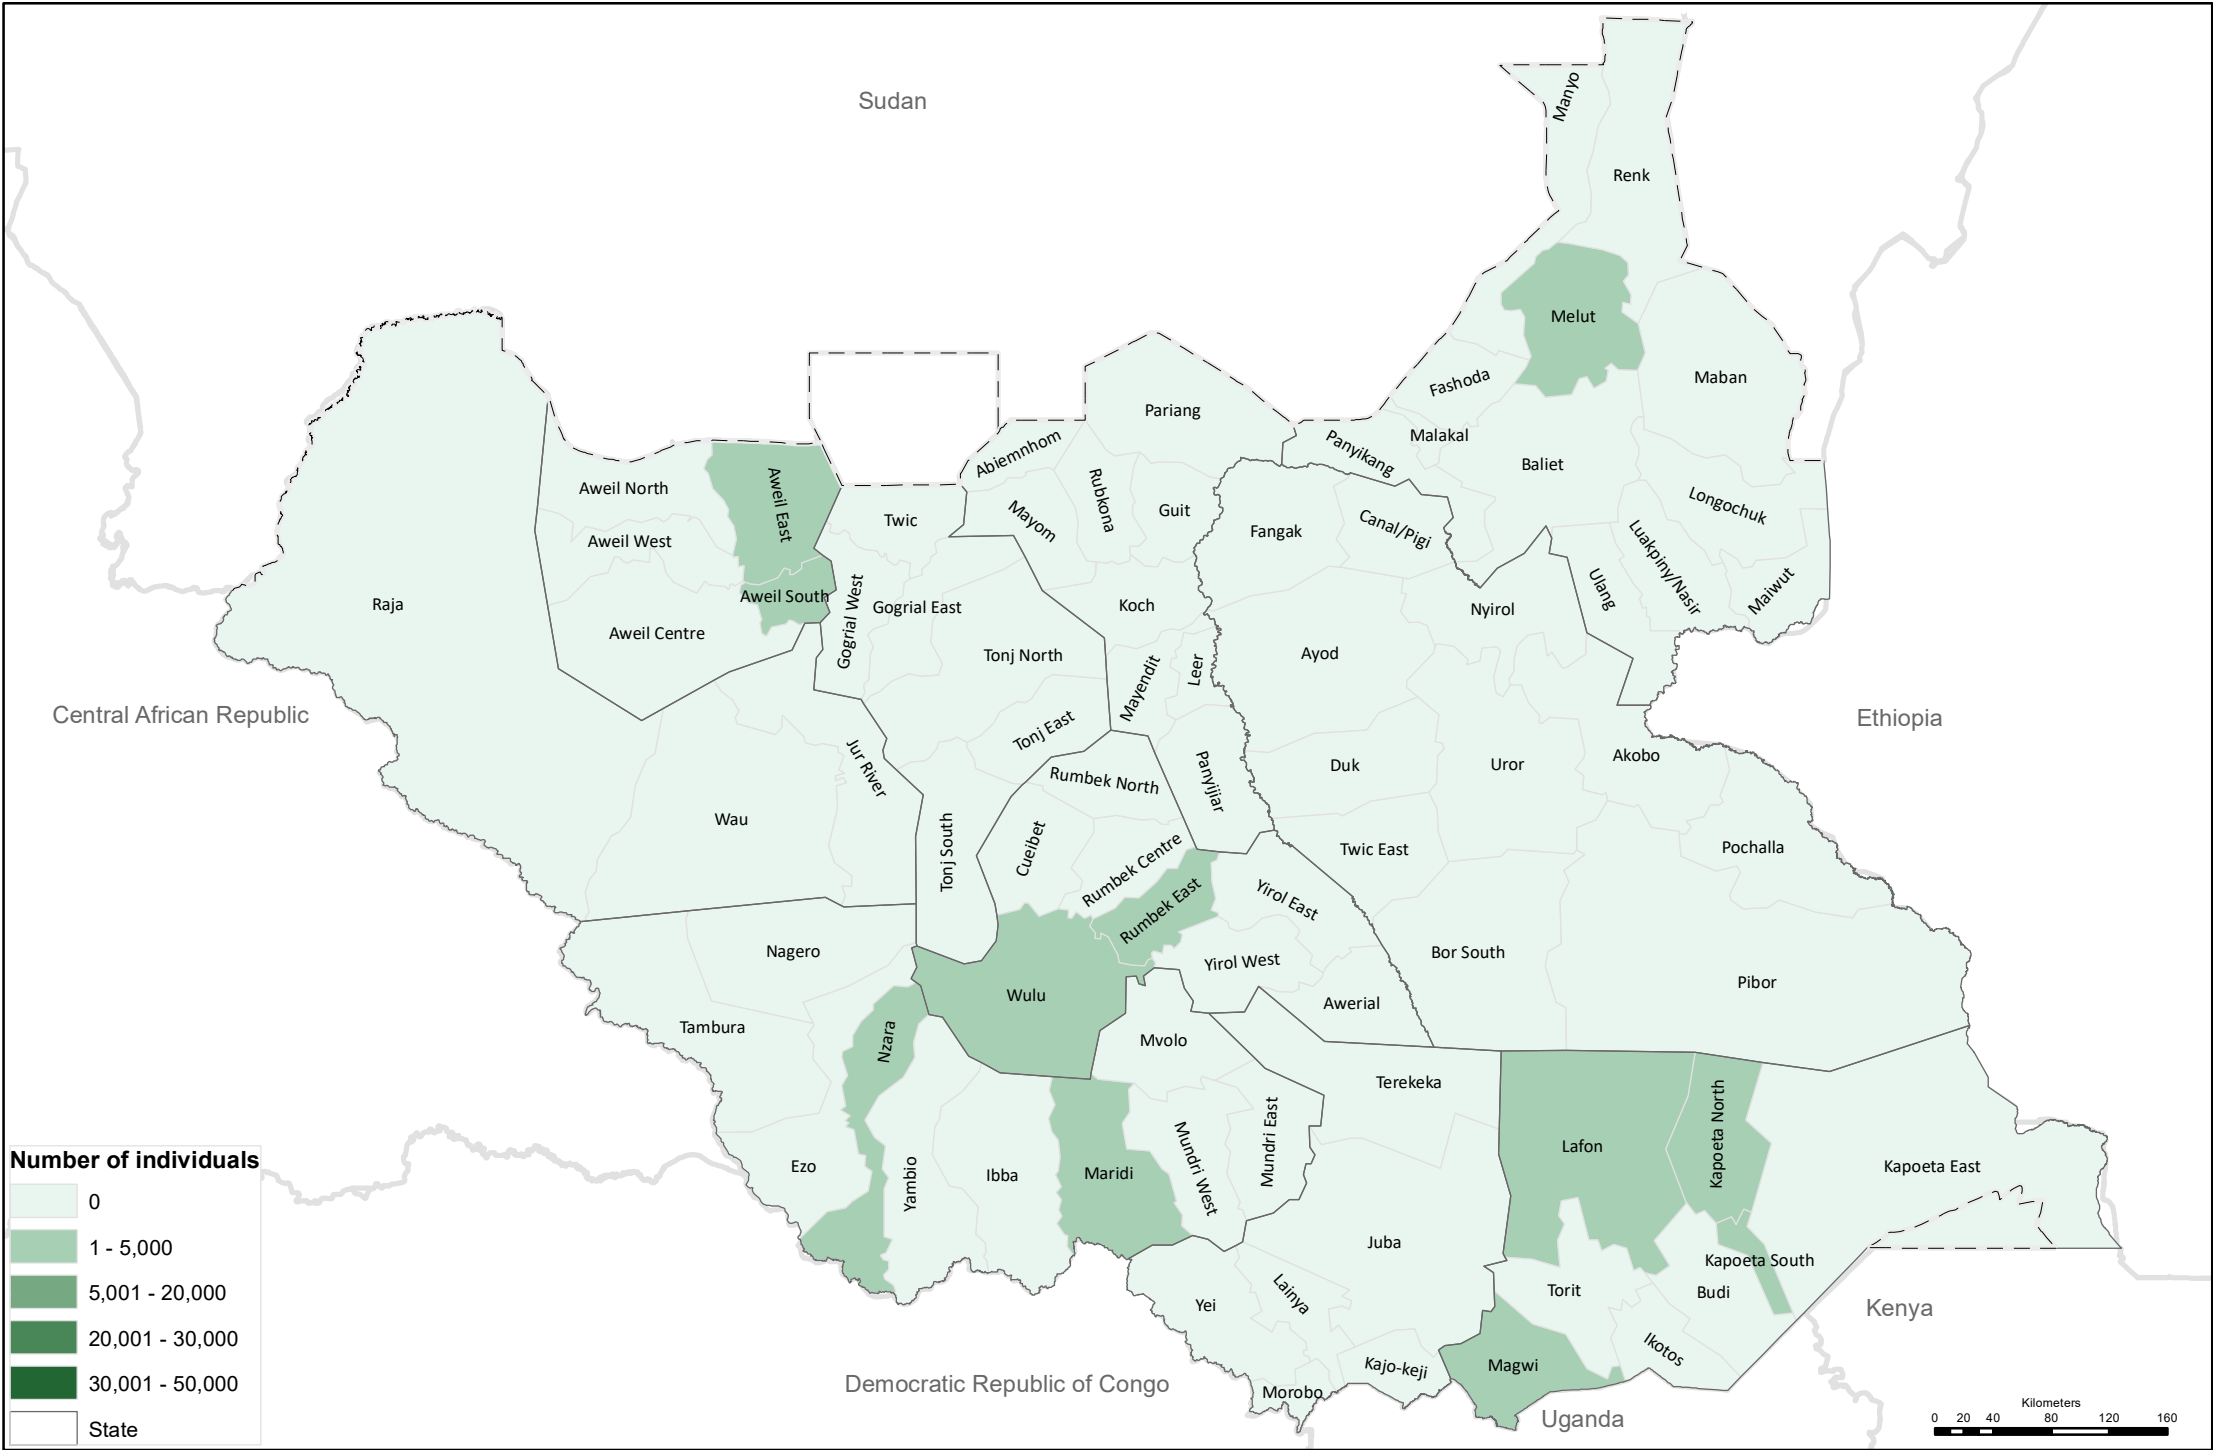 Sudan
Manyo
Renk
Melut
Maban
Fashoda
Pariang
Malakal
Abiemnhom
Panyikang
Baliet
Aweil North
Aweil East
Rubkona
Longochuk
Twic
Mayom
Guit
Fangak
Canal/Pigi
Aweil West
Luakpiny/Nasir
Ulang
Maiwut
Raja
Aweil South
Gogrial West
Gogrial East
Koch
Nyirol
Aweil Centre
Tonj North
Mayendit
Leer
Ayod
Central African Republic
Ethiopia
Tonj East
Jur River
Rumbek North
Panyijiar
Duk
Uror
Akobo
Wau
Tonj South
Cueibet
Rumbek Centre
Twic East
Pochalla
Rumbek East
Yirol East
Nagero
Yirol West
Bor South
Pibor
Wulu
Awerial
Tambura
Nzara
Mvolo
Terekeka
Kapoeta North
Mundri East
Lafon
Ezo
Yambio
Ibba
Maridi
Mundri West
Kapoeta East
Juba
Kapoeta South
Yei
Lainya
Torit
Budi
Kenya
Ikotos
Magwi
Kajo-keji
Morobo
Democratic Republic of Congo
Uganda
Number of individuals
0
1 - 5,000
5,001 - 20,000
20,001 - 30,000
30,001 - 50,000
State
Kilometers
0 20 40 80 120 160